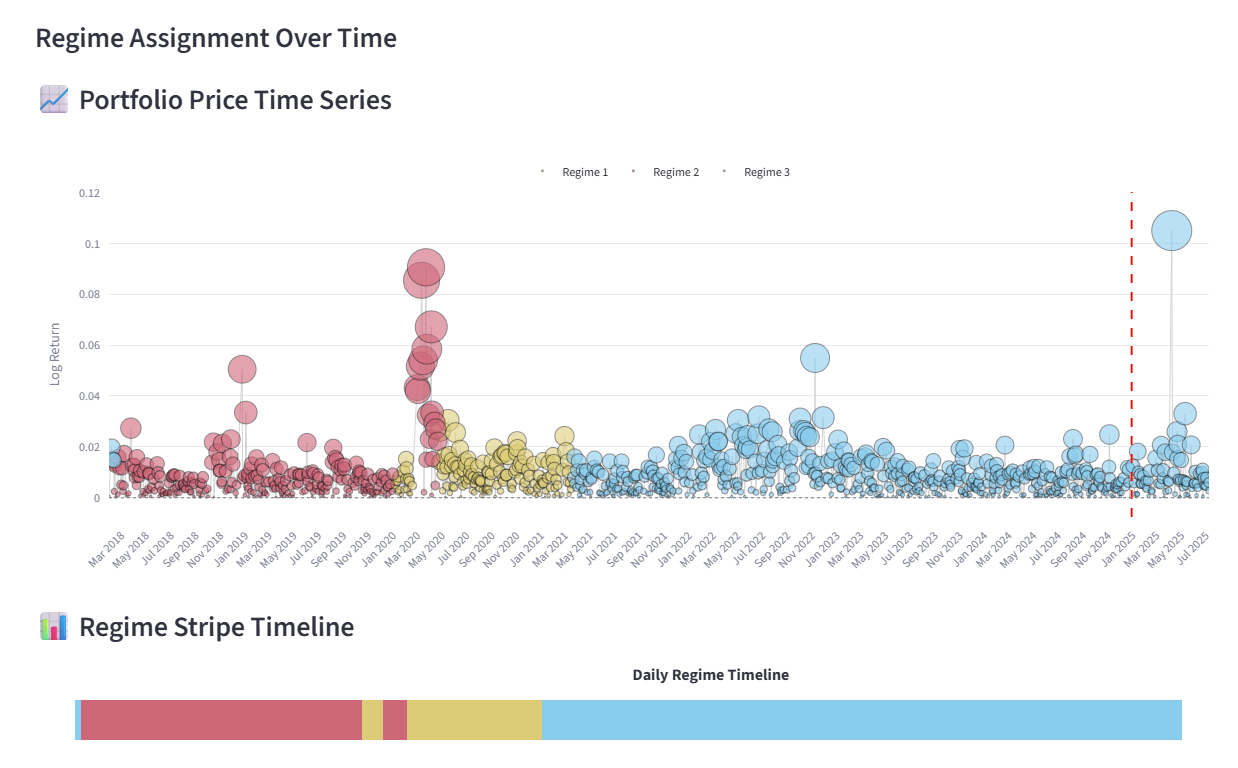 Regime Assignment Over Time
Portfolio Price Time Series
Regime 1 Regime 2 Regime 3
0.12
0.1
0.08
0.06
0.04
0.02
0
Log Return
Mar 2018 May 2018 Jul 2018 Sep 2018 Nov 2018 Jan 2019 Mar 2019 May 2019 Jul 2019 Sep 2019 Nov 2019 Jan 2020 Mar 2020 May 2020 Jul 2020 Sep 2020 Nov 2020 Jan 2021 Mar 2021 May 2021 Jul 2021 Sep 2021 Nov 2021 Jan 2022 Mar 2022 May 2022 Jul 2022 Sep 2022 Nov 2022 Jan 2023 Mar 2023 May 2023 Jul 2023 Sep 2023 Nov 2023 Jan 2024 Mar 2024 May 2024 Jul 2024 Sep 2024 Nov 2024 Jan 2025 Mar 2025 May 2025 Jul 2025
Regime Stripe Timeline
Daily Regime Timeline